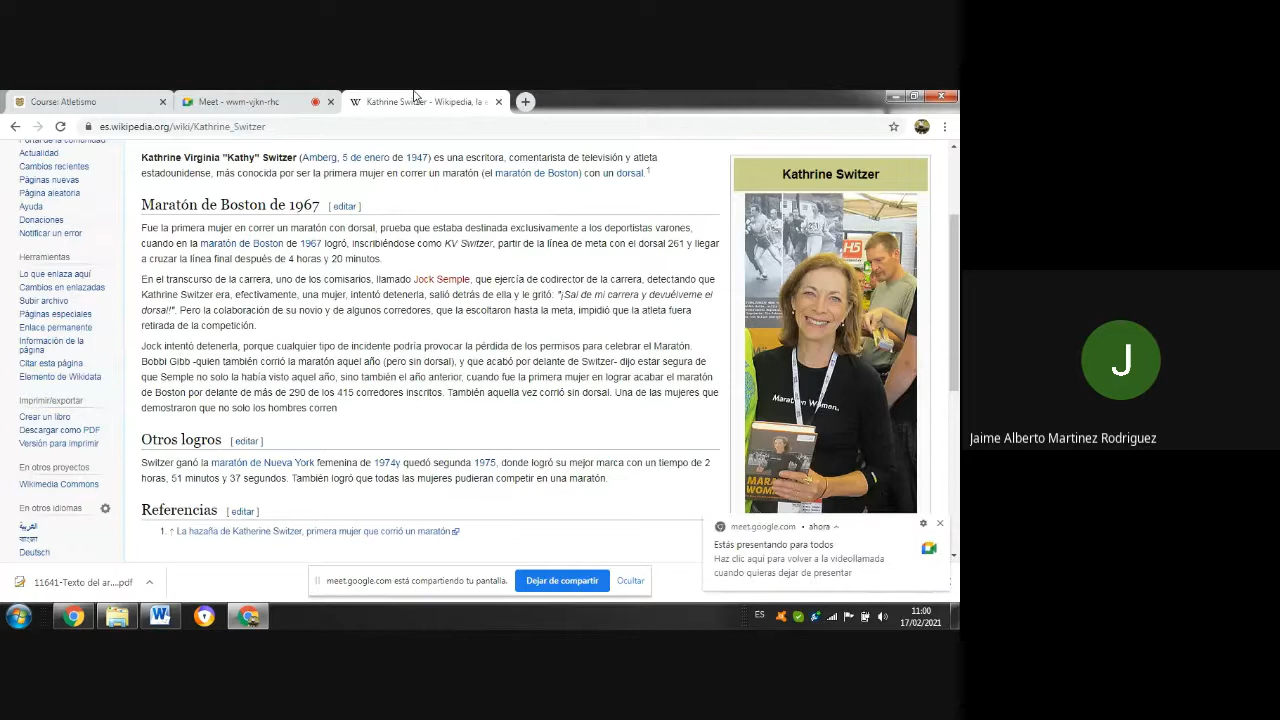 Course: Atletismo
Meet - wwm-vjkn-rhc
Kathrine Switzer - Wikipedia, la e
es.wikipedia.org/wiki/Kathrine_Switzer
Portal de la comunidad
Actualidad
Cambios recientes
Páginas nuevas
Página aleatoria
Ayuda
Donaciones
Notificar un error
Herramientas
Lo que enlaza aquí
Cambios en enlazadas
Subir archivo
Páginas especiales
Enlace permanente
Información de la
página
Citar esta página
Elemento de Wikidata
Imprimir/exportar
Crear un libro
Descargar como PDF
Versión para imprimir
En otros proyectos
Wikimedia Commons
En otros idiomas
العربية
বাংলা
Deutsch
Kathrine Virginia "Kathy" Switzer (Amberg, 5 de enero de 1947) es una escritora, comentarista de televisión y atleta
estadounidense, más conocida por ser la primera mujer en correr un maratón (el maratón de Boston) con un dorsal.1
Maratón de Boston de 1967 [ editar ]
Fue la primera mujer en correr un maratón con dorsal, prueba que estaba destinada exclusivamente a los deportistas varones,
cuando en la maratón de Boston de 1967 logró, inscribiéndose como KV Switzer, partir de la línea de meta con el dorsal 261 y llegar
a cruzar la línea final después de 4 horas y 20 minutos.
En el transcurso de la carrera, uno de los comisarios, llamado Jock Semple, que ejercía de codirector de la carrera, detectando que
Kathrine Switzer era, efectivamente, una mujer, intentó detenerla, salió detrás de ella y le gritó: "¡Sal de mi carrera y devuélveme el
dorsal!". Pero la colaboración de su novio y de algunos corredores, que la escoltaron hasta la meta, impidió que la atleta fuera
retirada de la competición.
Jock intentó detenerla, porque cualquier tipo de incidente podría provocar la pérdida de los permisos para celebrar el Maratón.
Bobbi Gibb -quien también corrió la maratón aquel año (pero sin dorsal), y que acabó por delante de Switzer- dijo estar segura de
que Semple no solo la había visto aquel año, sino también el año anterior, cuando fue la primera mujer en lograr acabar el maratón
de Boston por delante de más de 290 de los 415 corredores inscritos. También aquella vez corrió sin dorsal. Una de las mujeres que
demostraron que no solo los hombres corren
Otros logros [ editar ]
Switzer ganó la maratón de Nueva York femenina de 1974y quedó segunda 1975, donde logró su mejor marca con un tiempo de 2
horas, 51 minutos y 37 segundos. También logró que todas las mujeres pudieran competir en una maratón.
Referencias [ editar ]
1. ↑ La hazaña de Katherine Switzer, primera mujer que corrió un maratón
Kathrine Switzer
H5
Marathon Woman.
MARA
WOM
meet.google.com • ahora
Estás presentando para todos
Haz clic aquí para volver a la videollamada
cuando quieras dejar de presentar
11641-Texto del ar....pdf
meet.google.com está compartiendo tu pantalla.
Dejar de compartir
Ocultar
ES
11:00
17/02/2021
J
Jaime Alberto Martinez Rodriguez